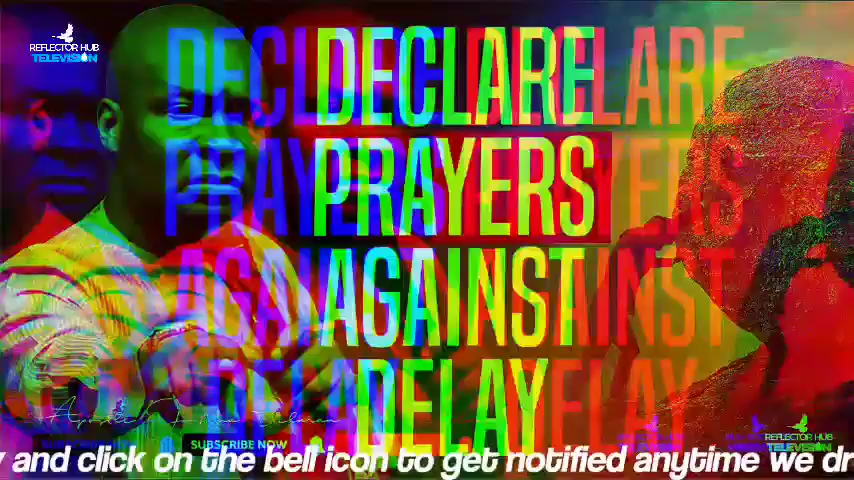 REFLECTOR HUB
TELEVISION
DECLARE
PRAYERS
AGAINST
DELAY
SUBSCRIBE NOW
REFLECTOR HUB
TELEVISION
and click on the bell icon to get notified anytime we